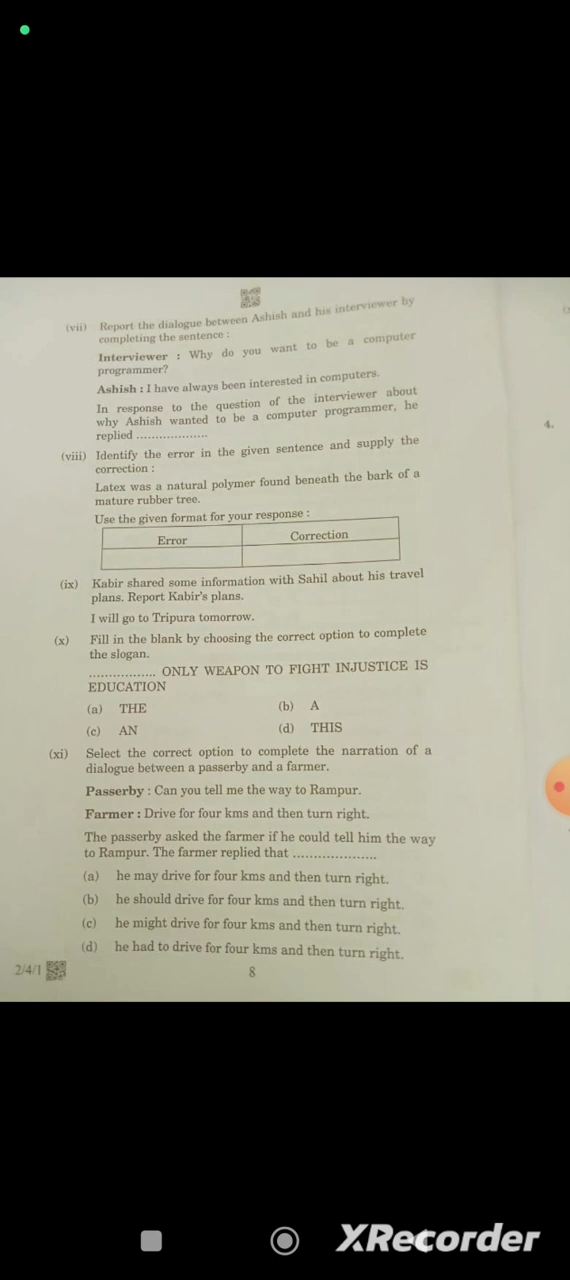 (vii) Report the dialogue between Ashish and his interviewer by
completing the sentence :
Interviewer : Why do you want to be a computer
programmer?
Ashish : I have always been interested in computers.
In response to the question of the interviewer about
why Ashish wanted to be a computer programmer, he
replied ...................
(viii) Identify the error in the given sentence and supply the
correction :
Latex was a natural polymer found beneath the bark of a
mature rubber tree.
Use the given format for your response :
Error Correction
(ix) Kabir shared some information with Sahil about his travel
plans. Report Kabir's plans.
I will go to Tripura tomorrow.
(x) Fill in the blank by choosing the correct option to complete
the slogan.
................. ONLY WEAPON TO FIGHT INJUSTICE IS
EDUCATION
(a) THE (b) A
(c) AN (d) THIS
(xi) Select the correct option to complete the narration of a
dialogue between a passerby and a farmer.
Passerby : Can you tell me the way to Rampur.
Farmer : Drive for four kms and then turn right.
The passerby asked the farmer if he could tell him the way
to Rampur. The farmer replied that ....................
(a) he may drive for four kms and then turn right.
(b) he should drive for four kms and then turn right.
(c) he might drive for four kms and then turn right.
(d) he had to drive for four kms and then turn right.
2/4/1 8
4.
XRecorder